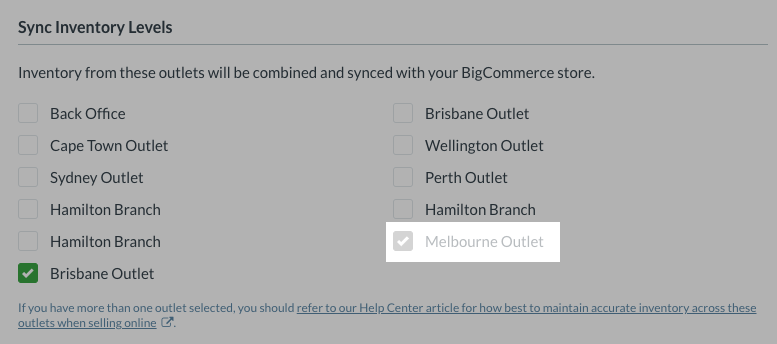 Sync Inventory Levels
Inventory from these outlets will be combined and synced with your BigCommerce store.
Back Office
Brisbane Outlet
Cape Town Outlet
Wellington Outlet
Sydney Outlet
Perth Outlet
Hamilton Branch
Hamilton Branch
Hamilton Branch
Melbourne Outlet
Brisbane Outlet
If you have more than one outlet selected, you should refer to our Help Center article for how best to maintain accurate inventory across these
outlets when selling online.